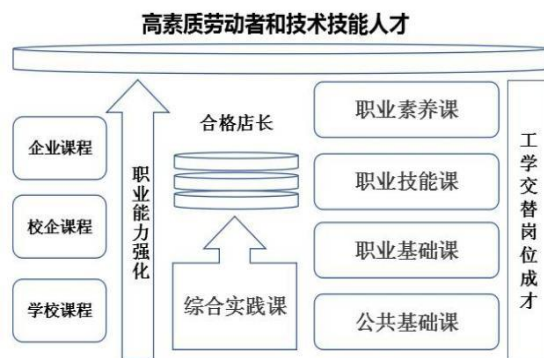 高素质劳动者和技术技能人才
企业课程
校企课程
学校课程
职业能力强化
合格店长
综合实践课
职业素养课
职业技能课
职业基础课
公共基础课
工学交替岗位成才